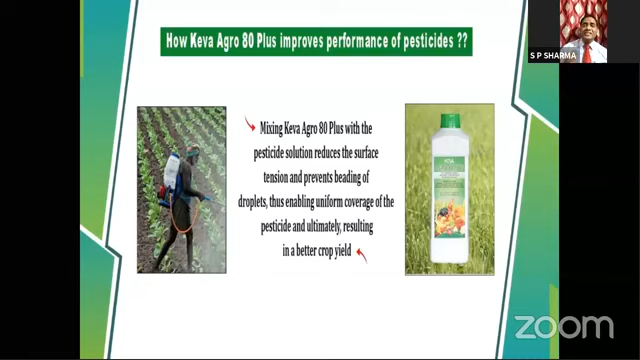 How Keva Agro 80 Plus improves performance of pesticides ??
S P SHARMA
Mixing Keva Agro 80 Plus with the
pesticide solution reduces the surface
tension and prevents beading of
droplets, thus enabling uniform coverage of the
pesticide and ultimately, resulting
in a better crop yield
zoom